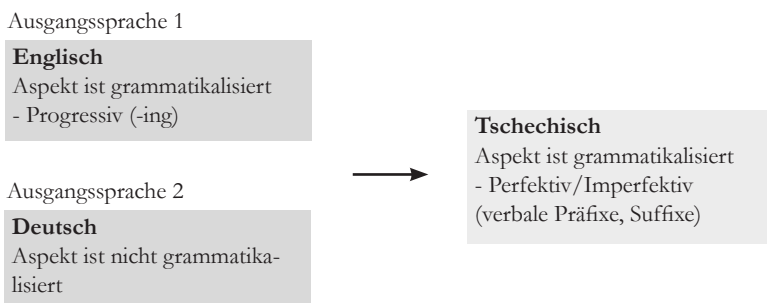 Ausgangssprache 1
Englisch
Aspekt ist grammatikalisiert
- Progressiv (-ing)
Ausgangssprache 2
Deutsch
Aspekt ist nicht grammatika-
lisiert
Tschechisch
Aspekt ist grammatikalisiert
- Perfektiv/Imperfektiv
(verbale Präfixe, Suffixe)